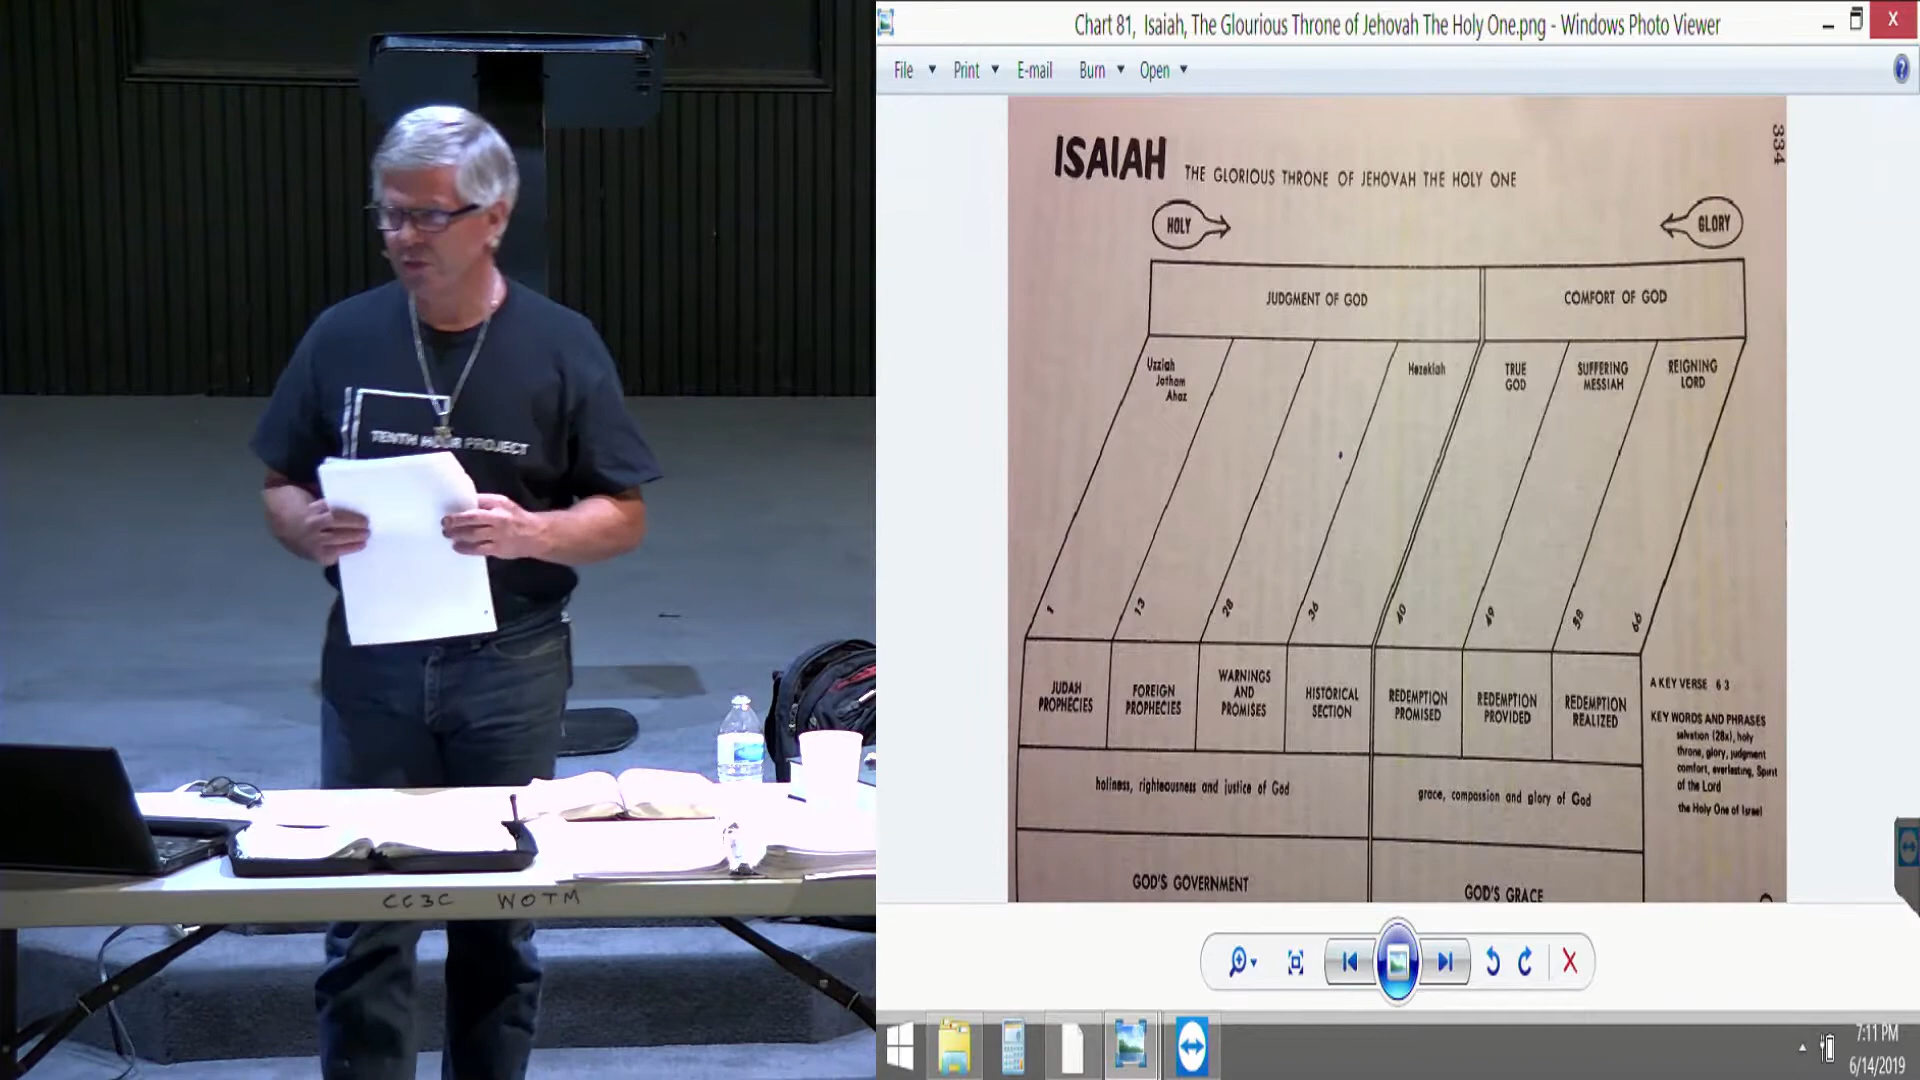 TENTH HOUR PROJECT
CC3C WOTM
Chart 81, Isaiah, The Glourious Throne of Jehovah The Holy One.png - Windows Photo Viewer
File Print E-mail Burn Open
334
ISAIAH THE GLORIOUS THRONE OF JEHOVAH THE HOLY ONE
HOLY GLORY
JUDGMENT OF GOD COMFORT OF GOD
Uzziah
Jotham
Ahaz
Hezekiah
TRUE
GOD
SUFFERING
MESSIAH
REIGNING
LORD
1 13 28 36 40 49 58 66
JUDAH
PROPHECIES
FOREIGN
PROPHECIES
WARNINGS
AND
PROMISES
HISTORICAL
SECTION
REDEMPTION
PROMISED
REDEMPTION
PROVIDED
REDEMPTION
REALIZED
A KEY VERSE 6 3
KEY WORDS AND PHRASES
salvation (28x), holy
throne, glory, judgment
comfort, everlasting, Spirit
of the Lord
the Holy One of Israel
holiness, righteousness and justice of God
grace, compassion and glory of God
GOD'S GOVERNMENT
GOD'S GRACE
7:11 PM
6/14/2019